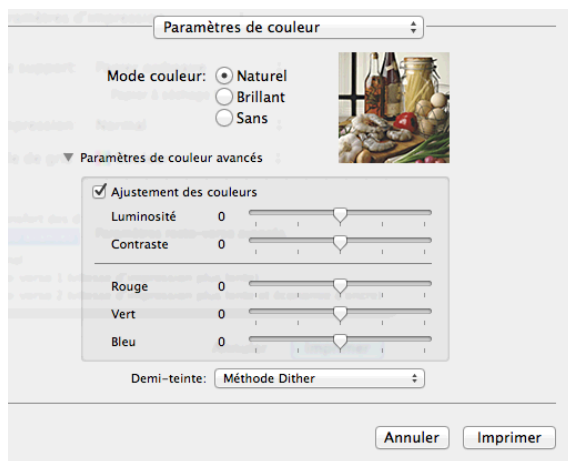 Paramètres de couleur
Mode couleur: Naturel
Brillant
Sans
Paramètres de couleur avancés
Ajustement des couleurs
Luminosité 0
Contraste 0
Rouge 0
Vert 0
Bleu 0
Demi-teinte: Méthode Dither
Annuler Imprimer